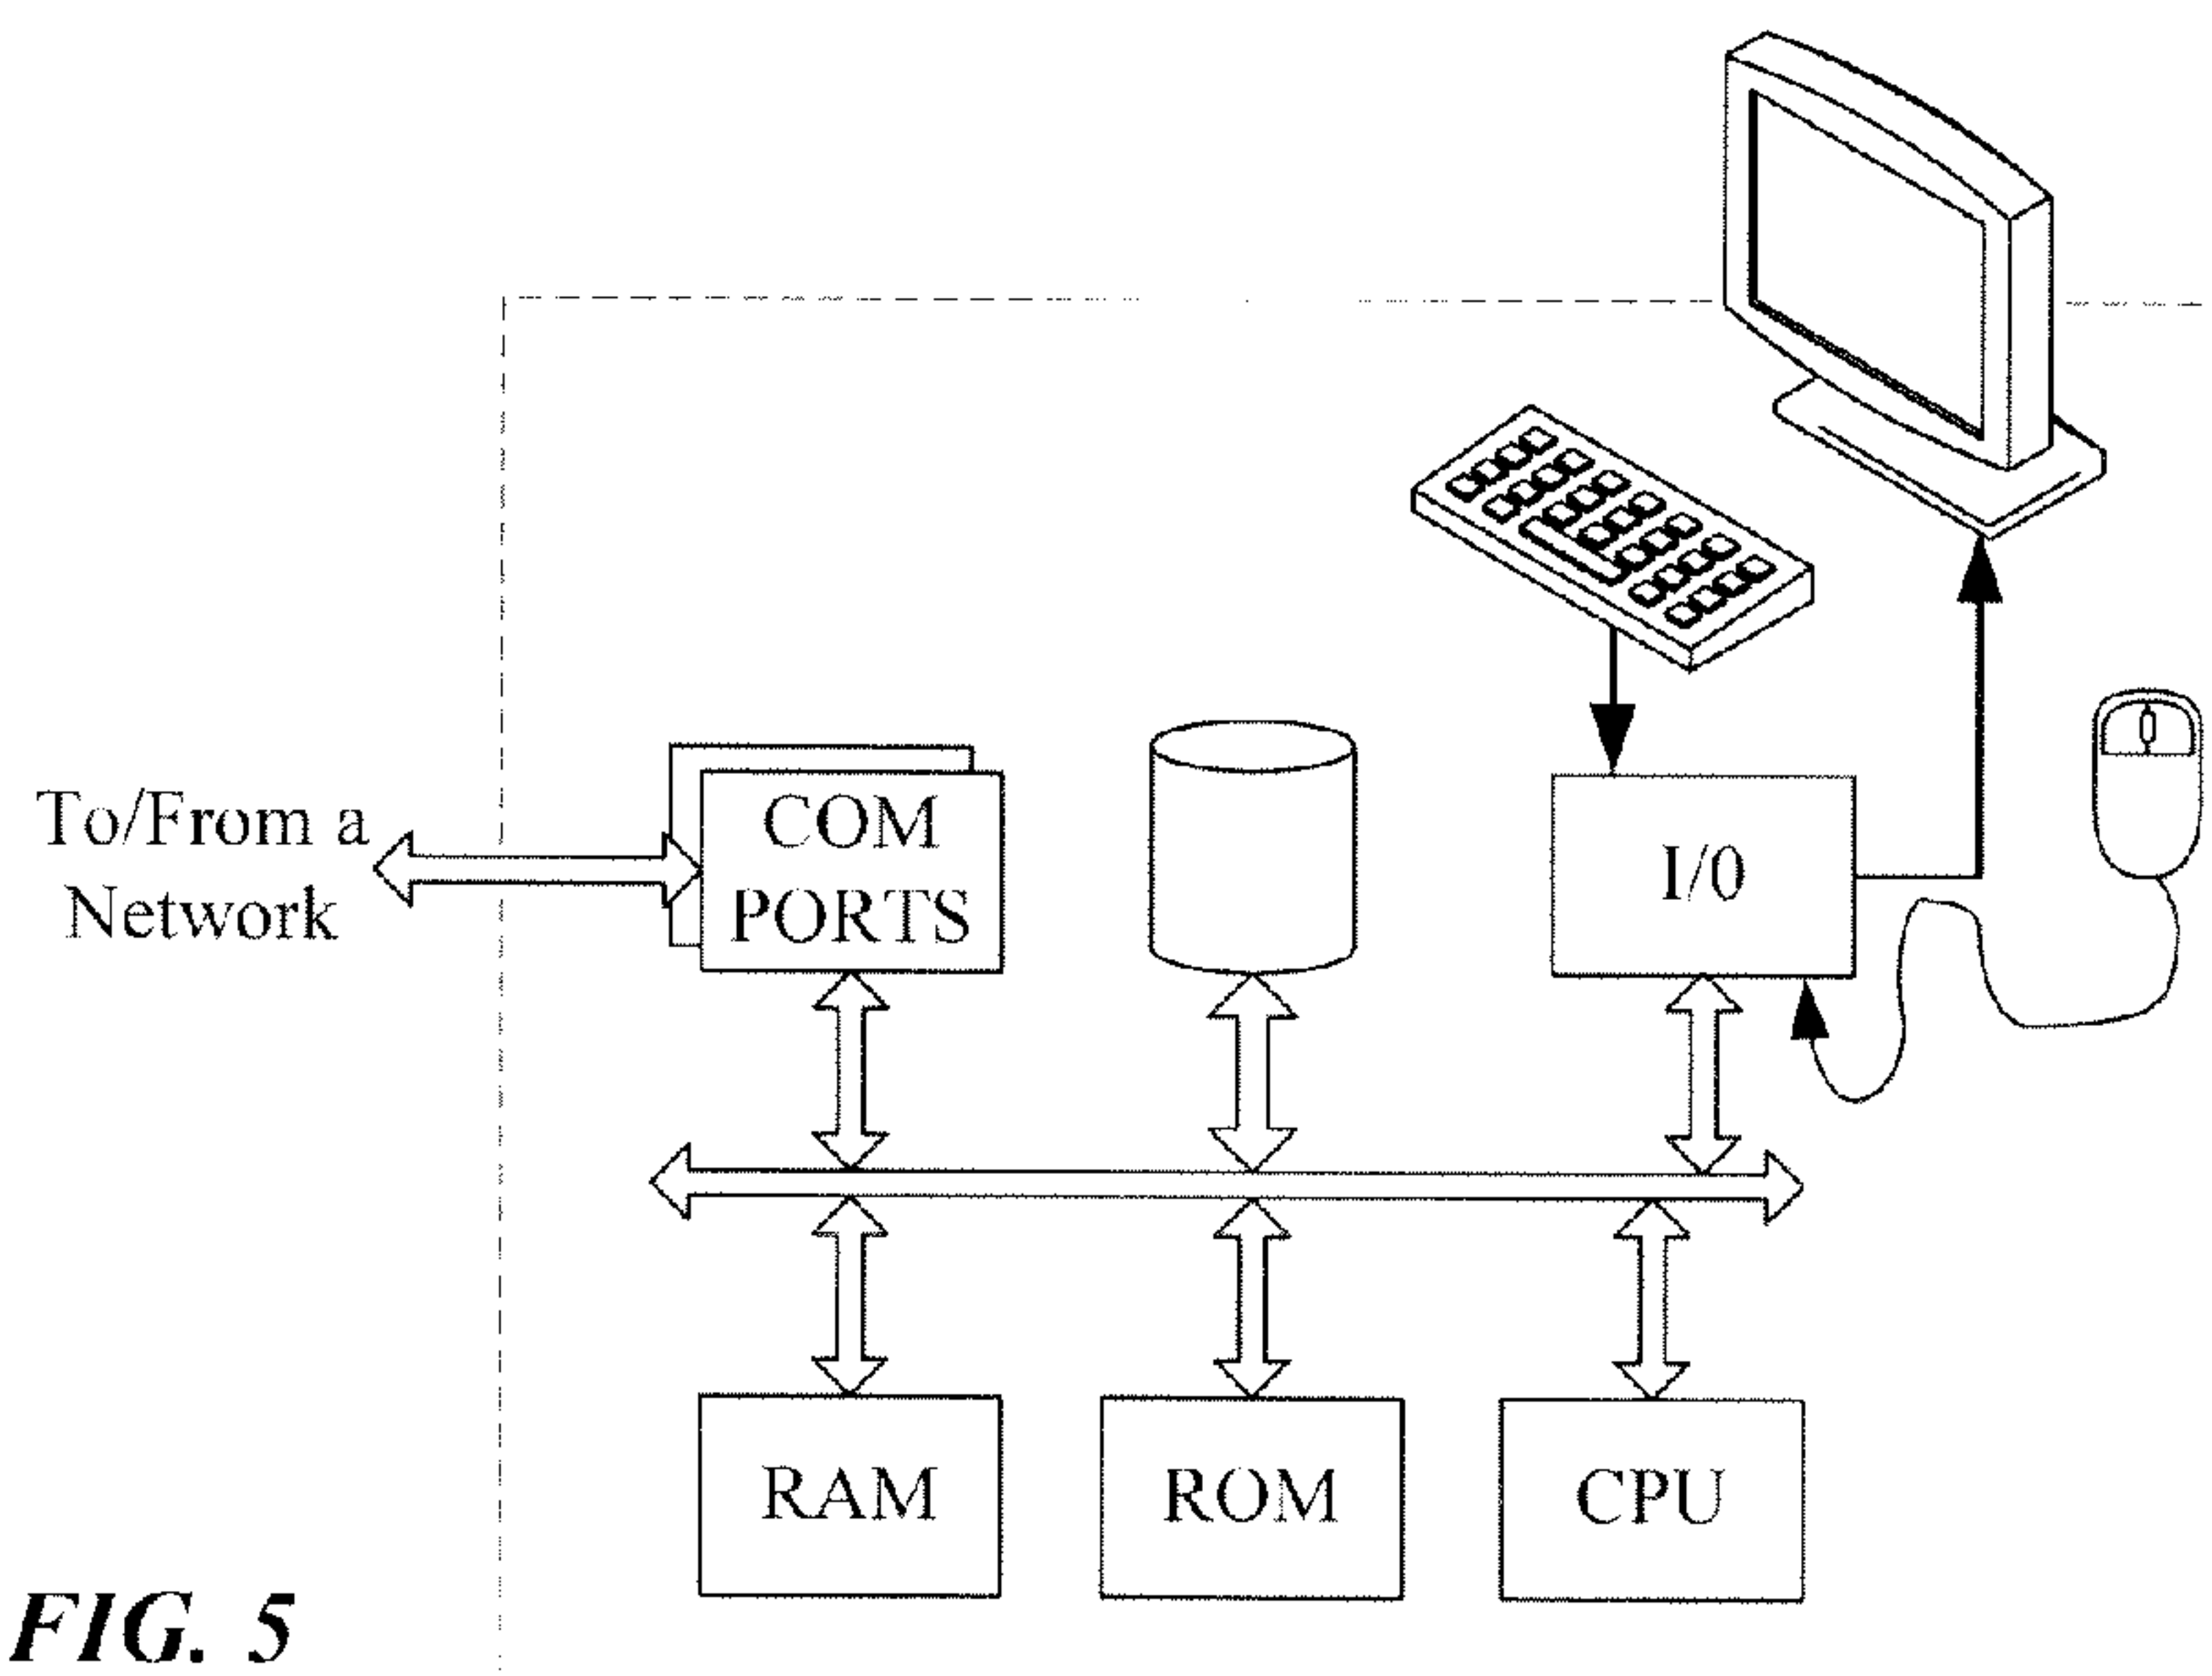 To/From a
Network
COM
PORTS
I/0
RAM
ROM
CPU
FIG. 5